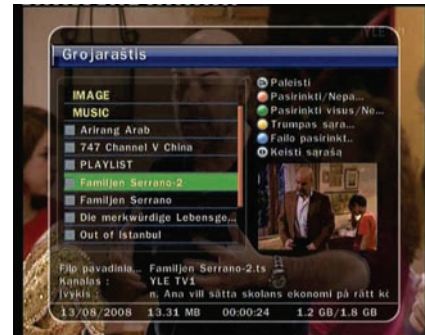 YLE
Grojaraštis
IMAGE
MUSIC
Arirang Arab
747 Channel V China
PLAYLIST
Familjen Serrano-2
Familjen Serrano
Die merkwürdige Lebensge...
Out of Istanbul
Paleisti
Pasirinkti/Nepa...
Pasirinkti visus/Ne...
Trumpas sąra...
Failo pasirinkt..
Keisti sąrašą
Filo pavadinia... Familjen Serrano-2.ts
Kanalas : YLE TV1
Įvykis : n. Ana vill sätta skolans ekonomi på rätt kö
13/08/2008 13.31 MB 00:00:24 1.2 GB/1.8 GB